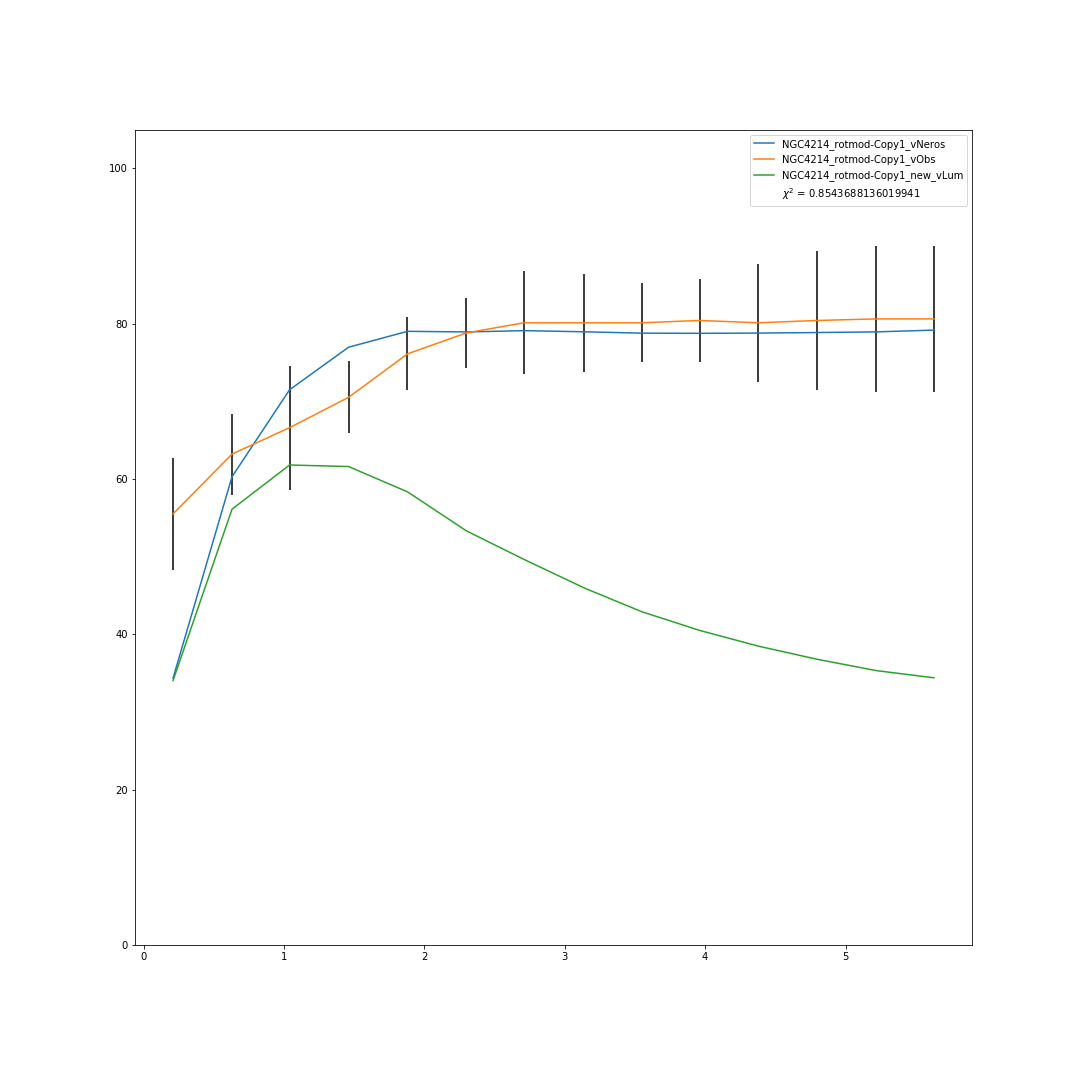 NGC4214_rotmod-Copy1_vNeros
NGC4214_rotmod-Copy1_vObs
NGC4214_rotmod-Copy1_new_vLum
χ² = 0.8543688136019941
100
80
60
40
20
0
0 1 2 3 4 5